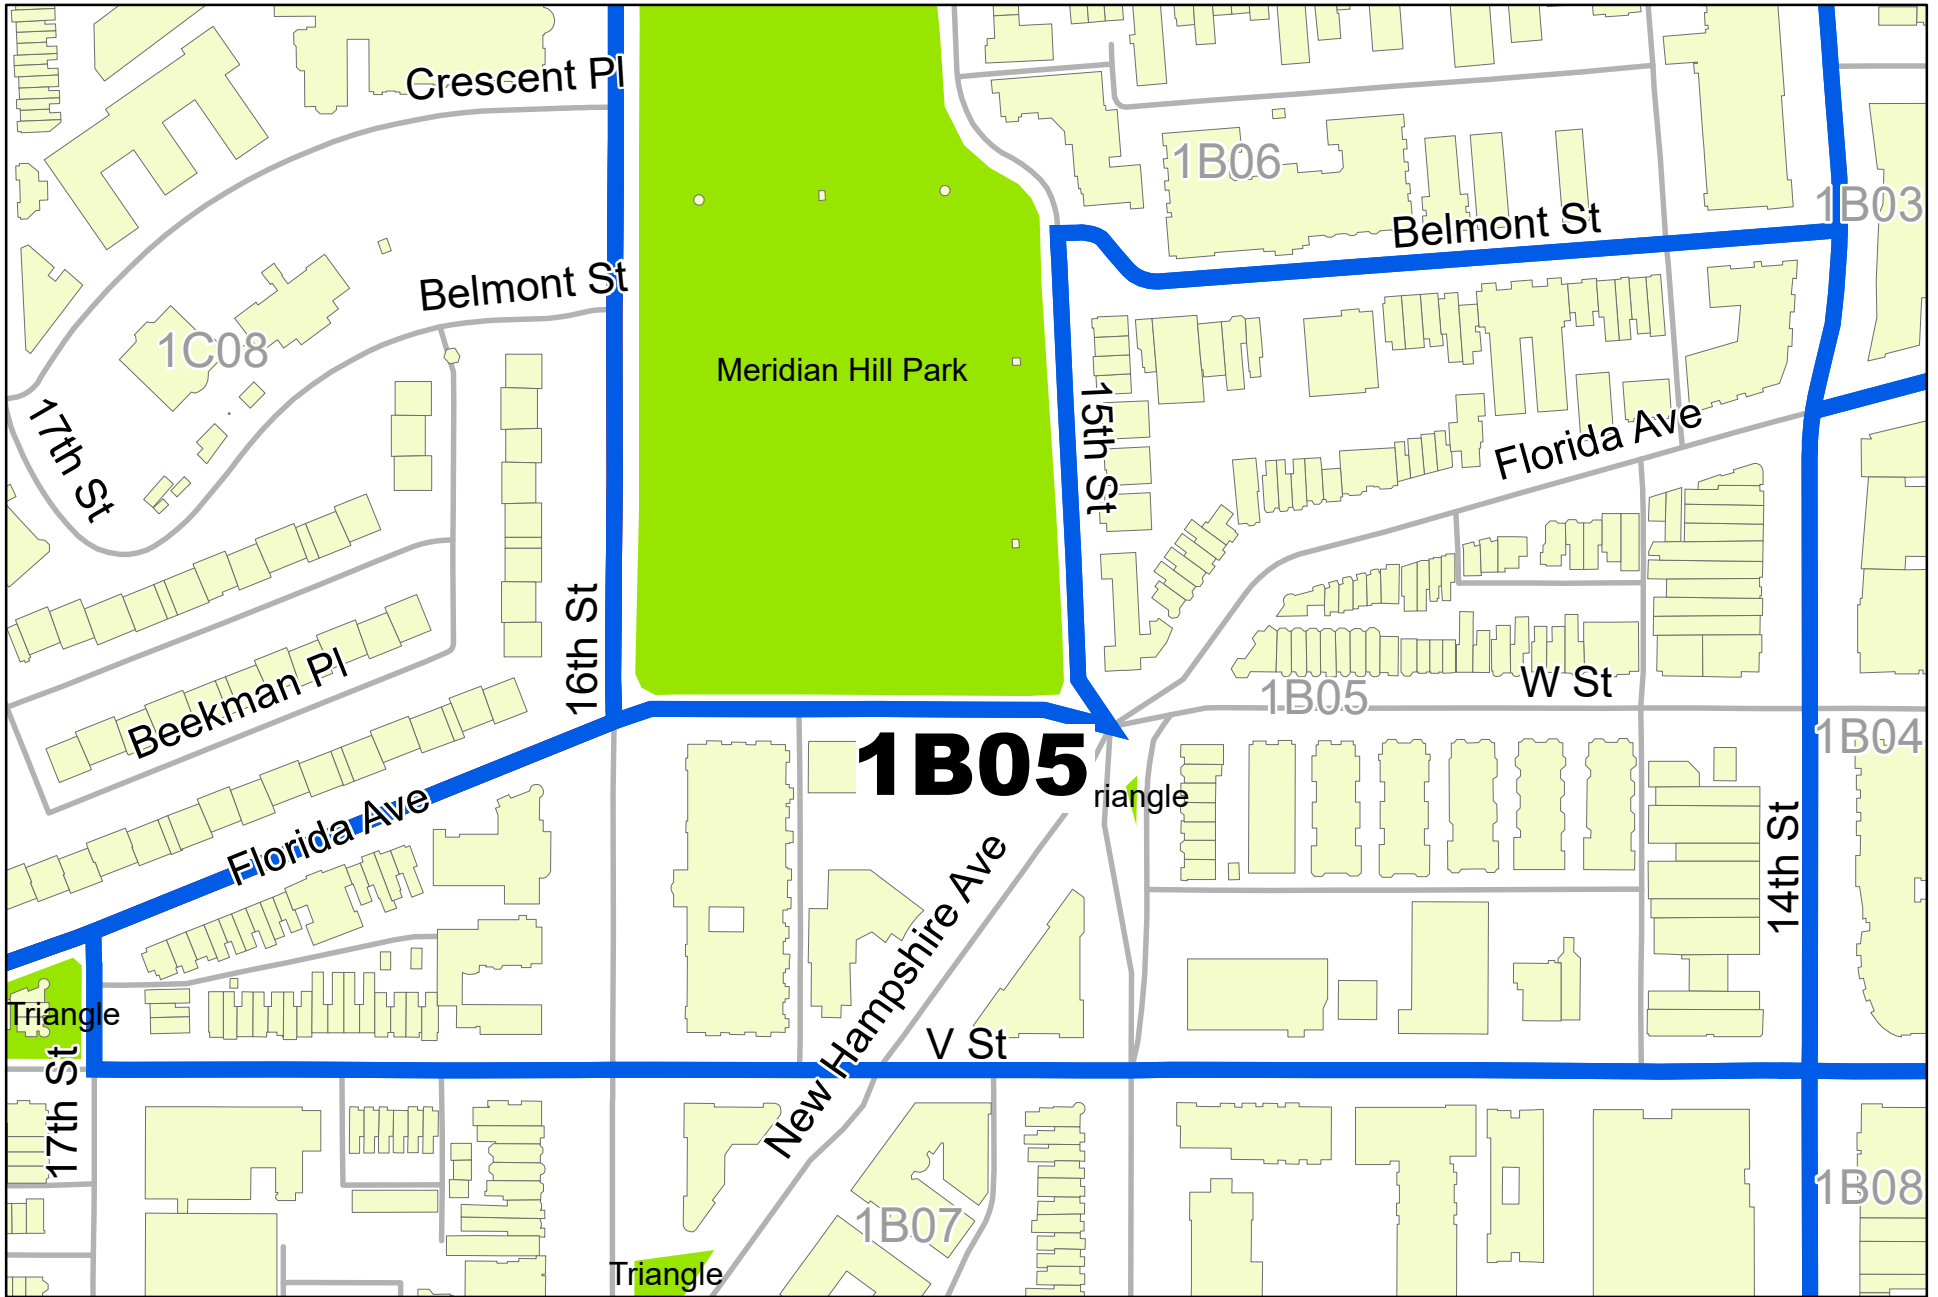 Crescent Pl
1B06
1B03
Belmont St
Belmont St
1C08
Meridian Hill Park
17th St
15th St
Florida Ave
16th St
Beekman Pl
W St
1B05
1B04
1B05
riangle
Florida Ave
14th St
New Hampshire Ave
Triangle
V St
17th St
1B08
1B07
Triangle